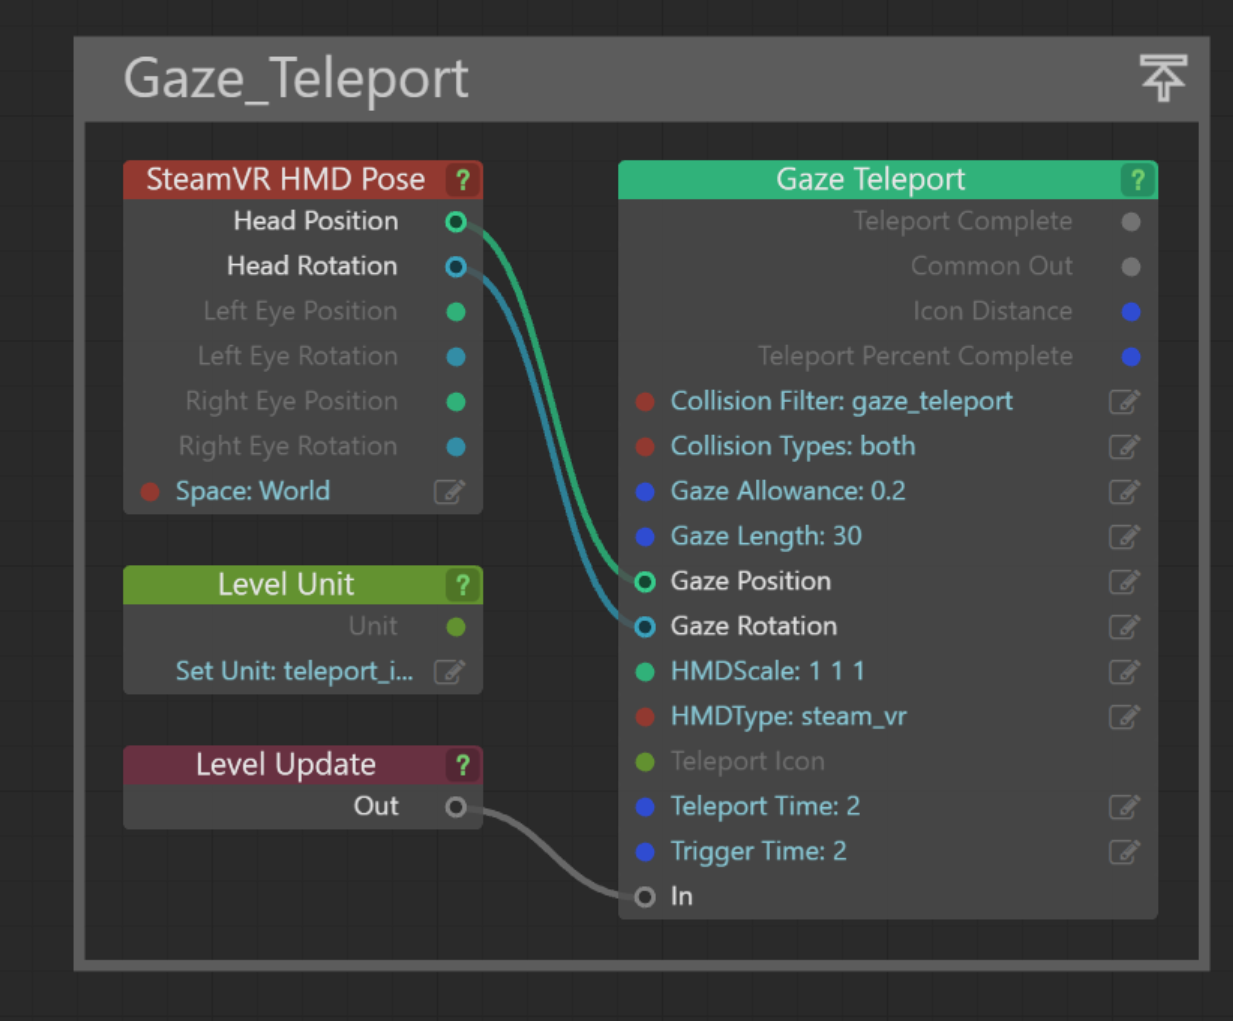 Gaze_Teleport
SteamVR HMD Pose ?
Head Position
Head Rotation
Left Eye Position
Left Eye Rotation
Right Eye Position
Right Eye Rotation
Space: World
Level Unit ?
Unit
Set Unit: teleport_i...
Level Update ?
Out
Gaze Teleport ?
Teleport Complete
Common Out
Icon Distance
Teleport Percent Complete
Collision Filter: gaze_teleport
Collision Types: both
Gaze Allowance: 0.2
Gaze Length: 30
Gaze Position
Gaze Rotation
HMDScale: 1 1 1
HMDType: steam_vr
Teleport Icon
Teleport Time: 2
Trigger Time: 2
In